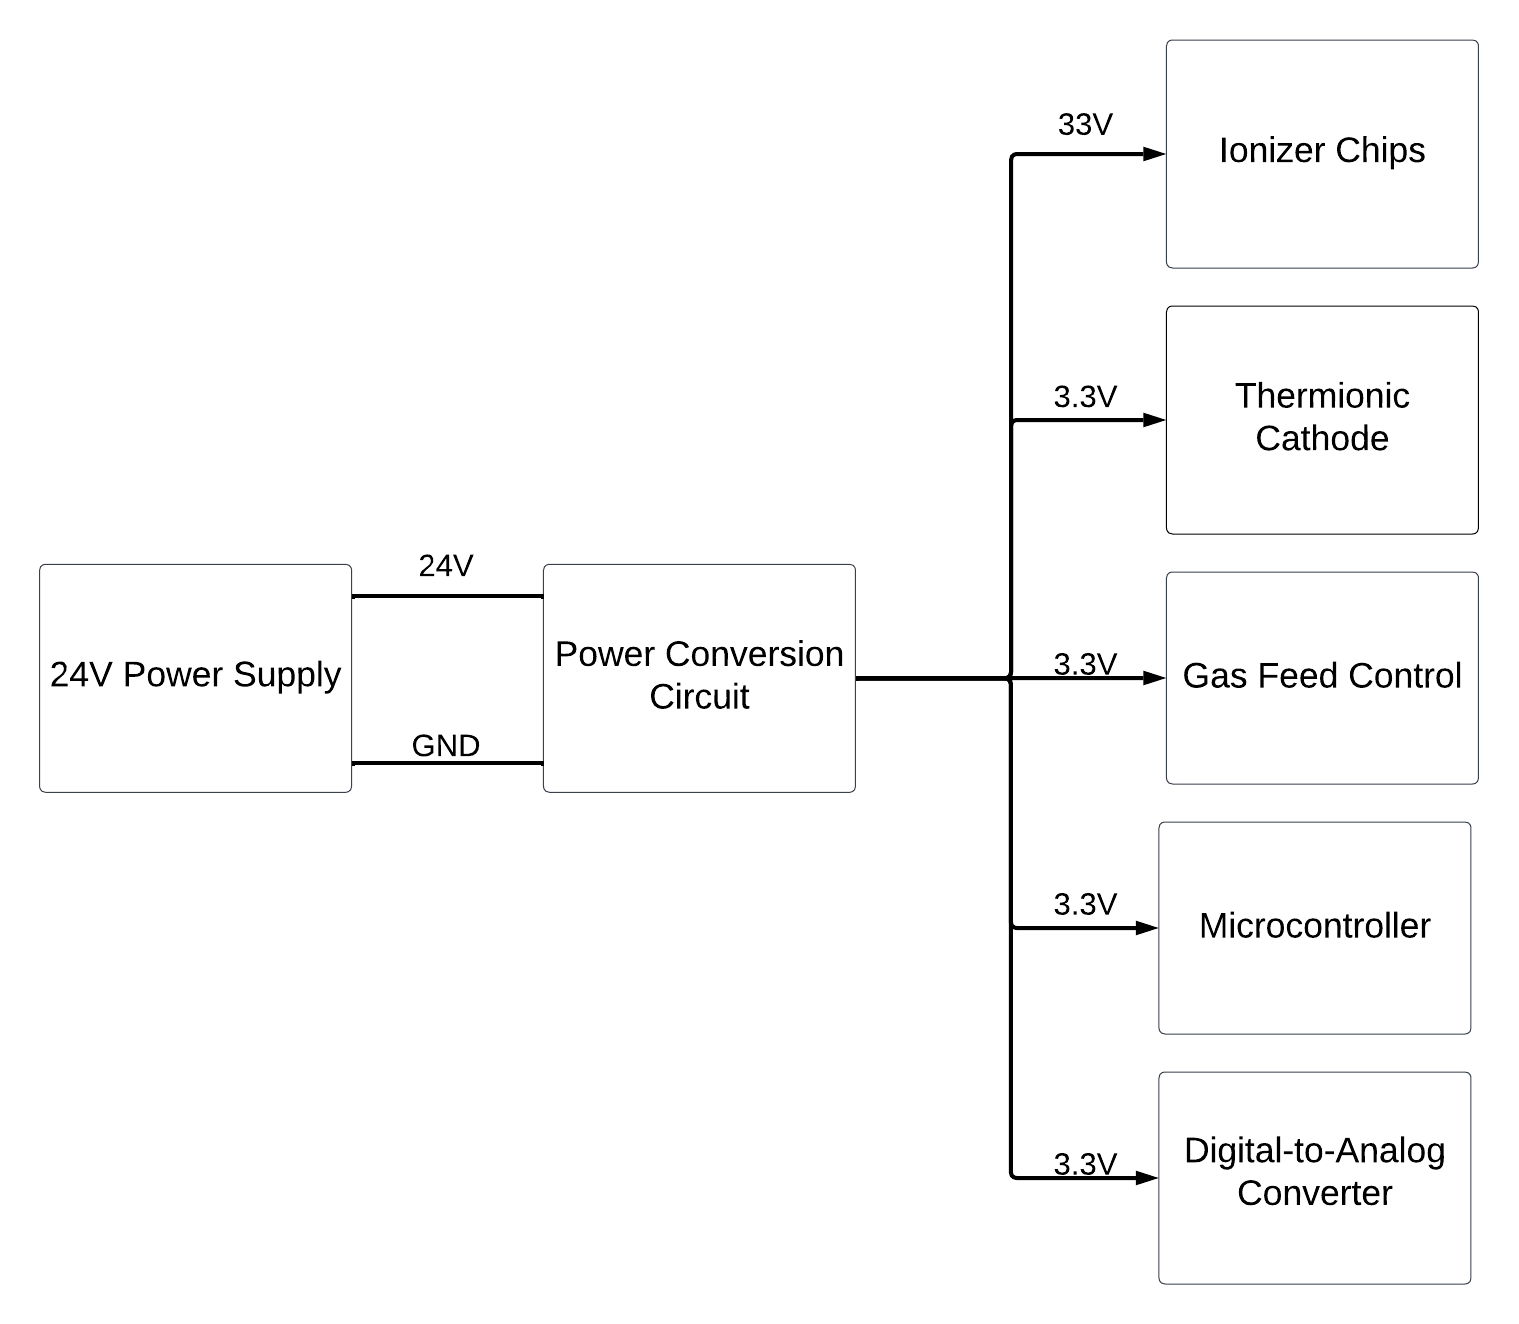 33V
Ionizer Chips
3.3V
Thermionic
Cathode
24V
24V Power Supply
GND
Power Conversion
Circuit
3.3V
Gas Feed Control
3.3V
Microcontroller
3.3V
Digital-to-Analog
Converter